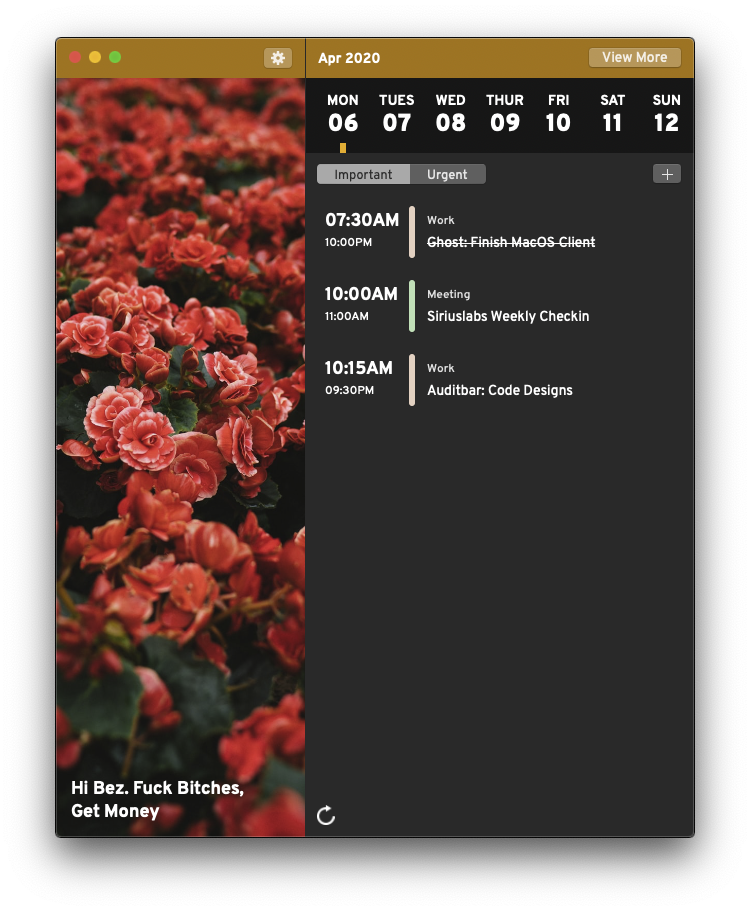 Apr 2020
View More
MON TUES WED THUR FRI SAT SUN
06 07 08 09 10 11 12
Important Urgent
07:30AM Work
10:00PM Ghost: Finish MacOS Client
10:00AM Meeting
11:00AM Siriuslabs Weekly Checkin
10:15AM Work
09:30PM Auditbar: Code Designs
Hi Bez. Fuck Bitches,
Get Money